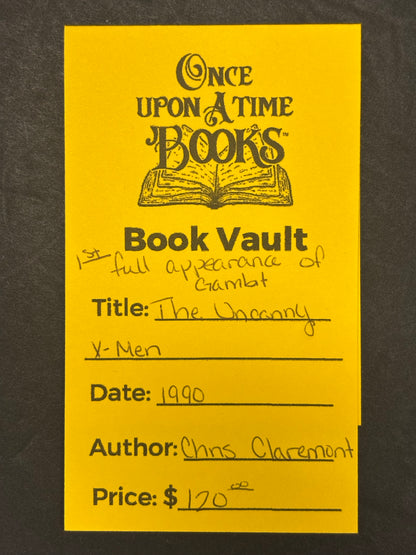 ONCE
UPON A TIME
BOOKS™
Book Vault
1st full appearance of
Gambit
Title: The Uncanny
X-Men
Date: 1990
Author: Chris Claremont
Price: $ 120.00